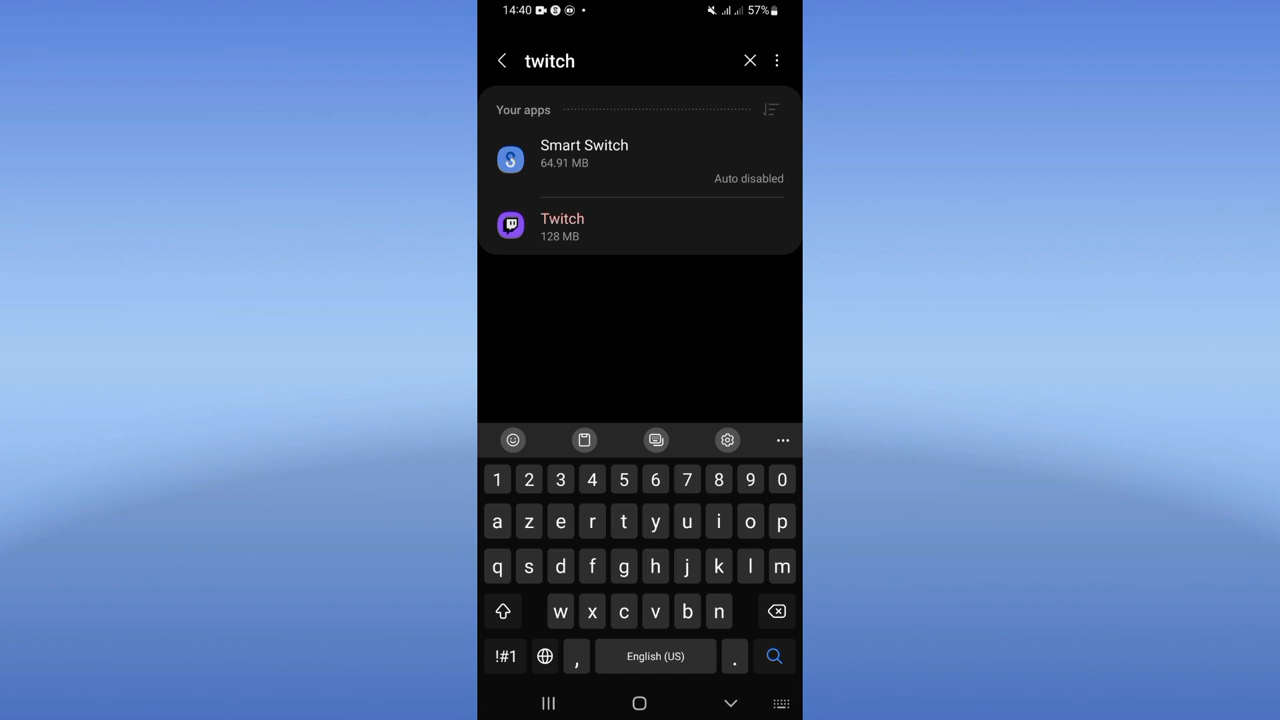 14:40 57%
twitch
Your apps
Smart Switch
64.91 MB
Auto disabled
Twitch
128 MB
1 2 3 4 5 6 7 8 9 0
a z e r t y u i o p
q s d f g h j k l m
w x c v b n
!#1 , English (US) .